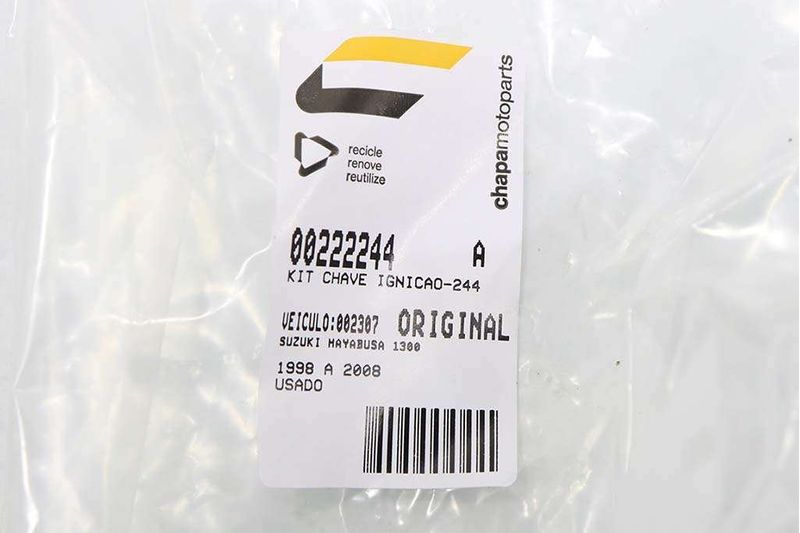 chapamotoparts
recicle
renove
reutilize
00222244 A
KIT CHAVE IGNICAO-244
VEICULO:002307 ORIGINAL
SUZUKI HAYABUSA 1300
1998 A 2008
USADO